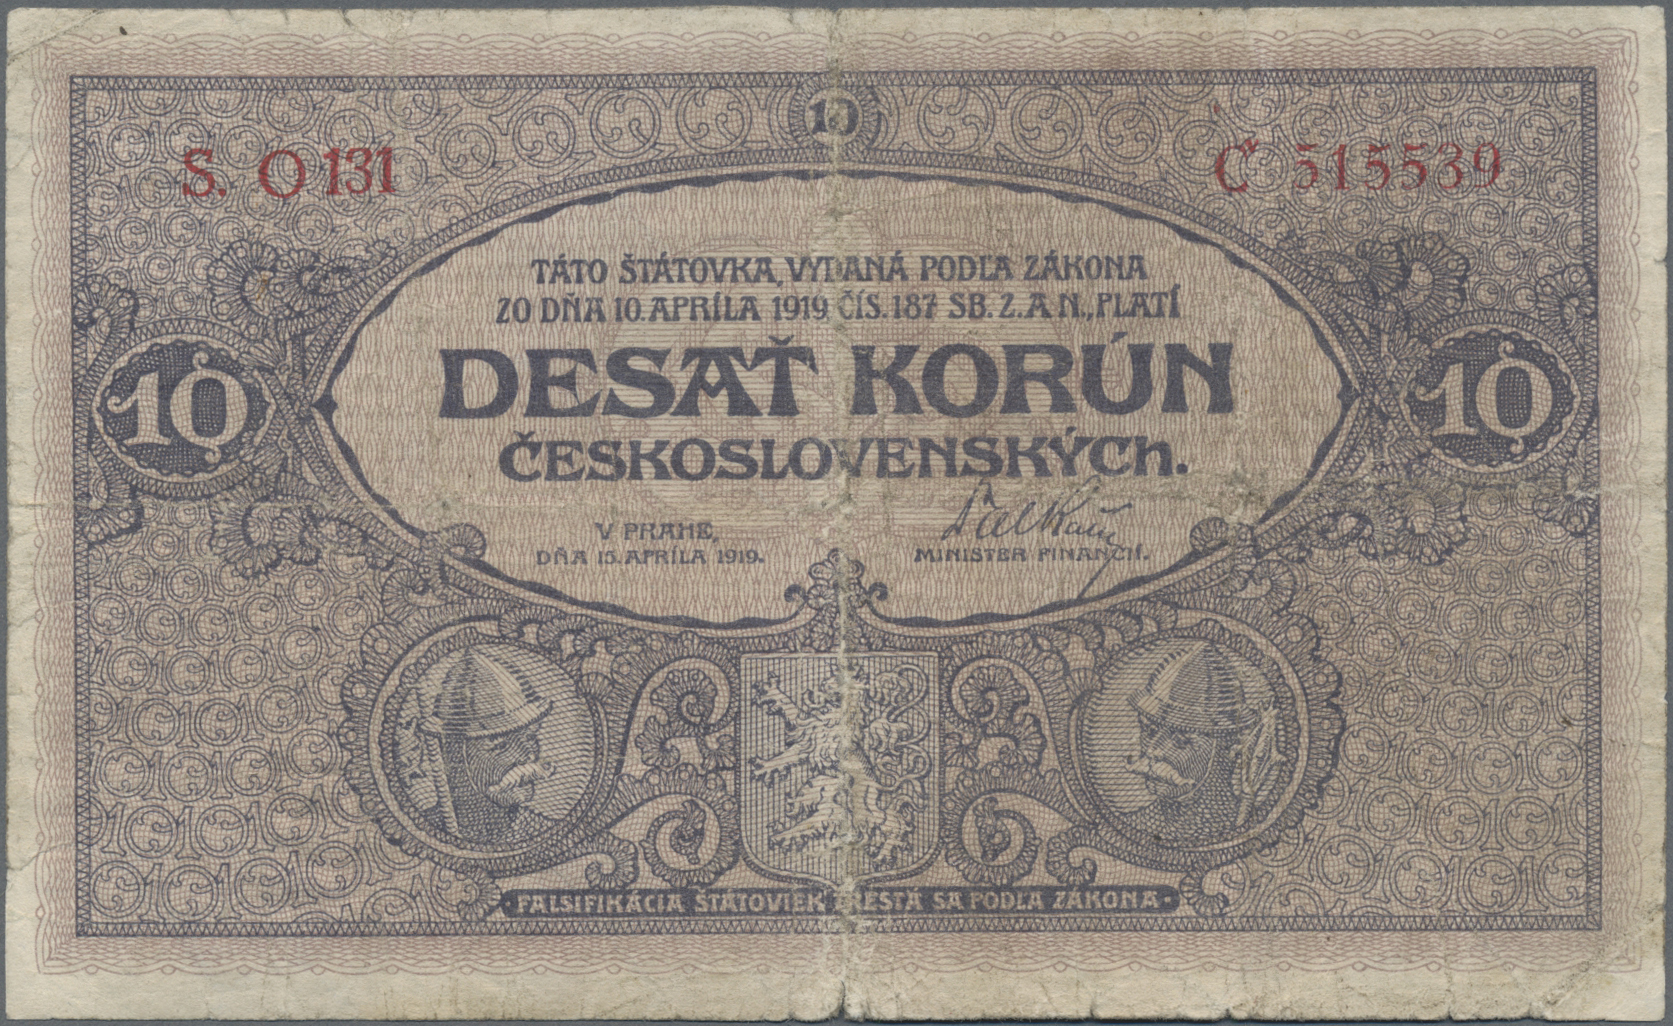 10
S. O 131
Č 515539
TÁTO ŠTÁTOVKA, VYDANÁ PODĽA ZÁKONA
ZO DŇA 10. APRÍLA 1919 ČÍS. 187 SB. Z. A N., PLATÍ
10
DESAŤ KORÚN
10
ČESKOSLOVENSKÝCh.
V PRAHE,
DŇA 15. APRÍLA 1919.
MINISTER FINANCIÍ.
FALSIFIKÁCIA ŠTÁTOVIEK TRESTÁ SA PODĽA ZÁKONA